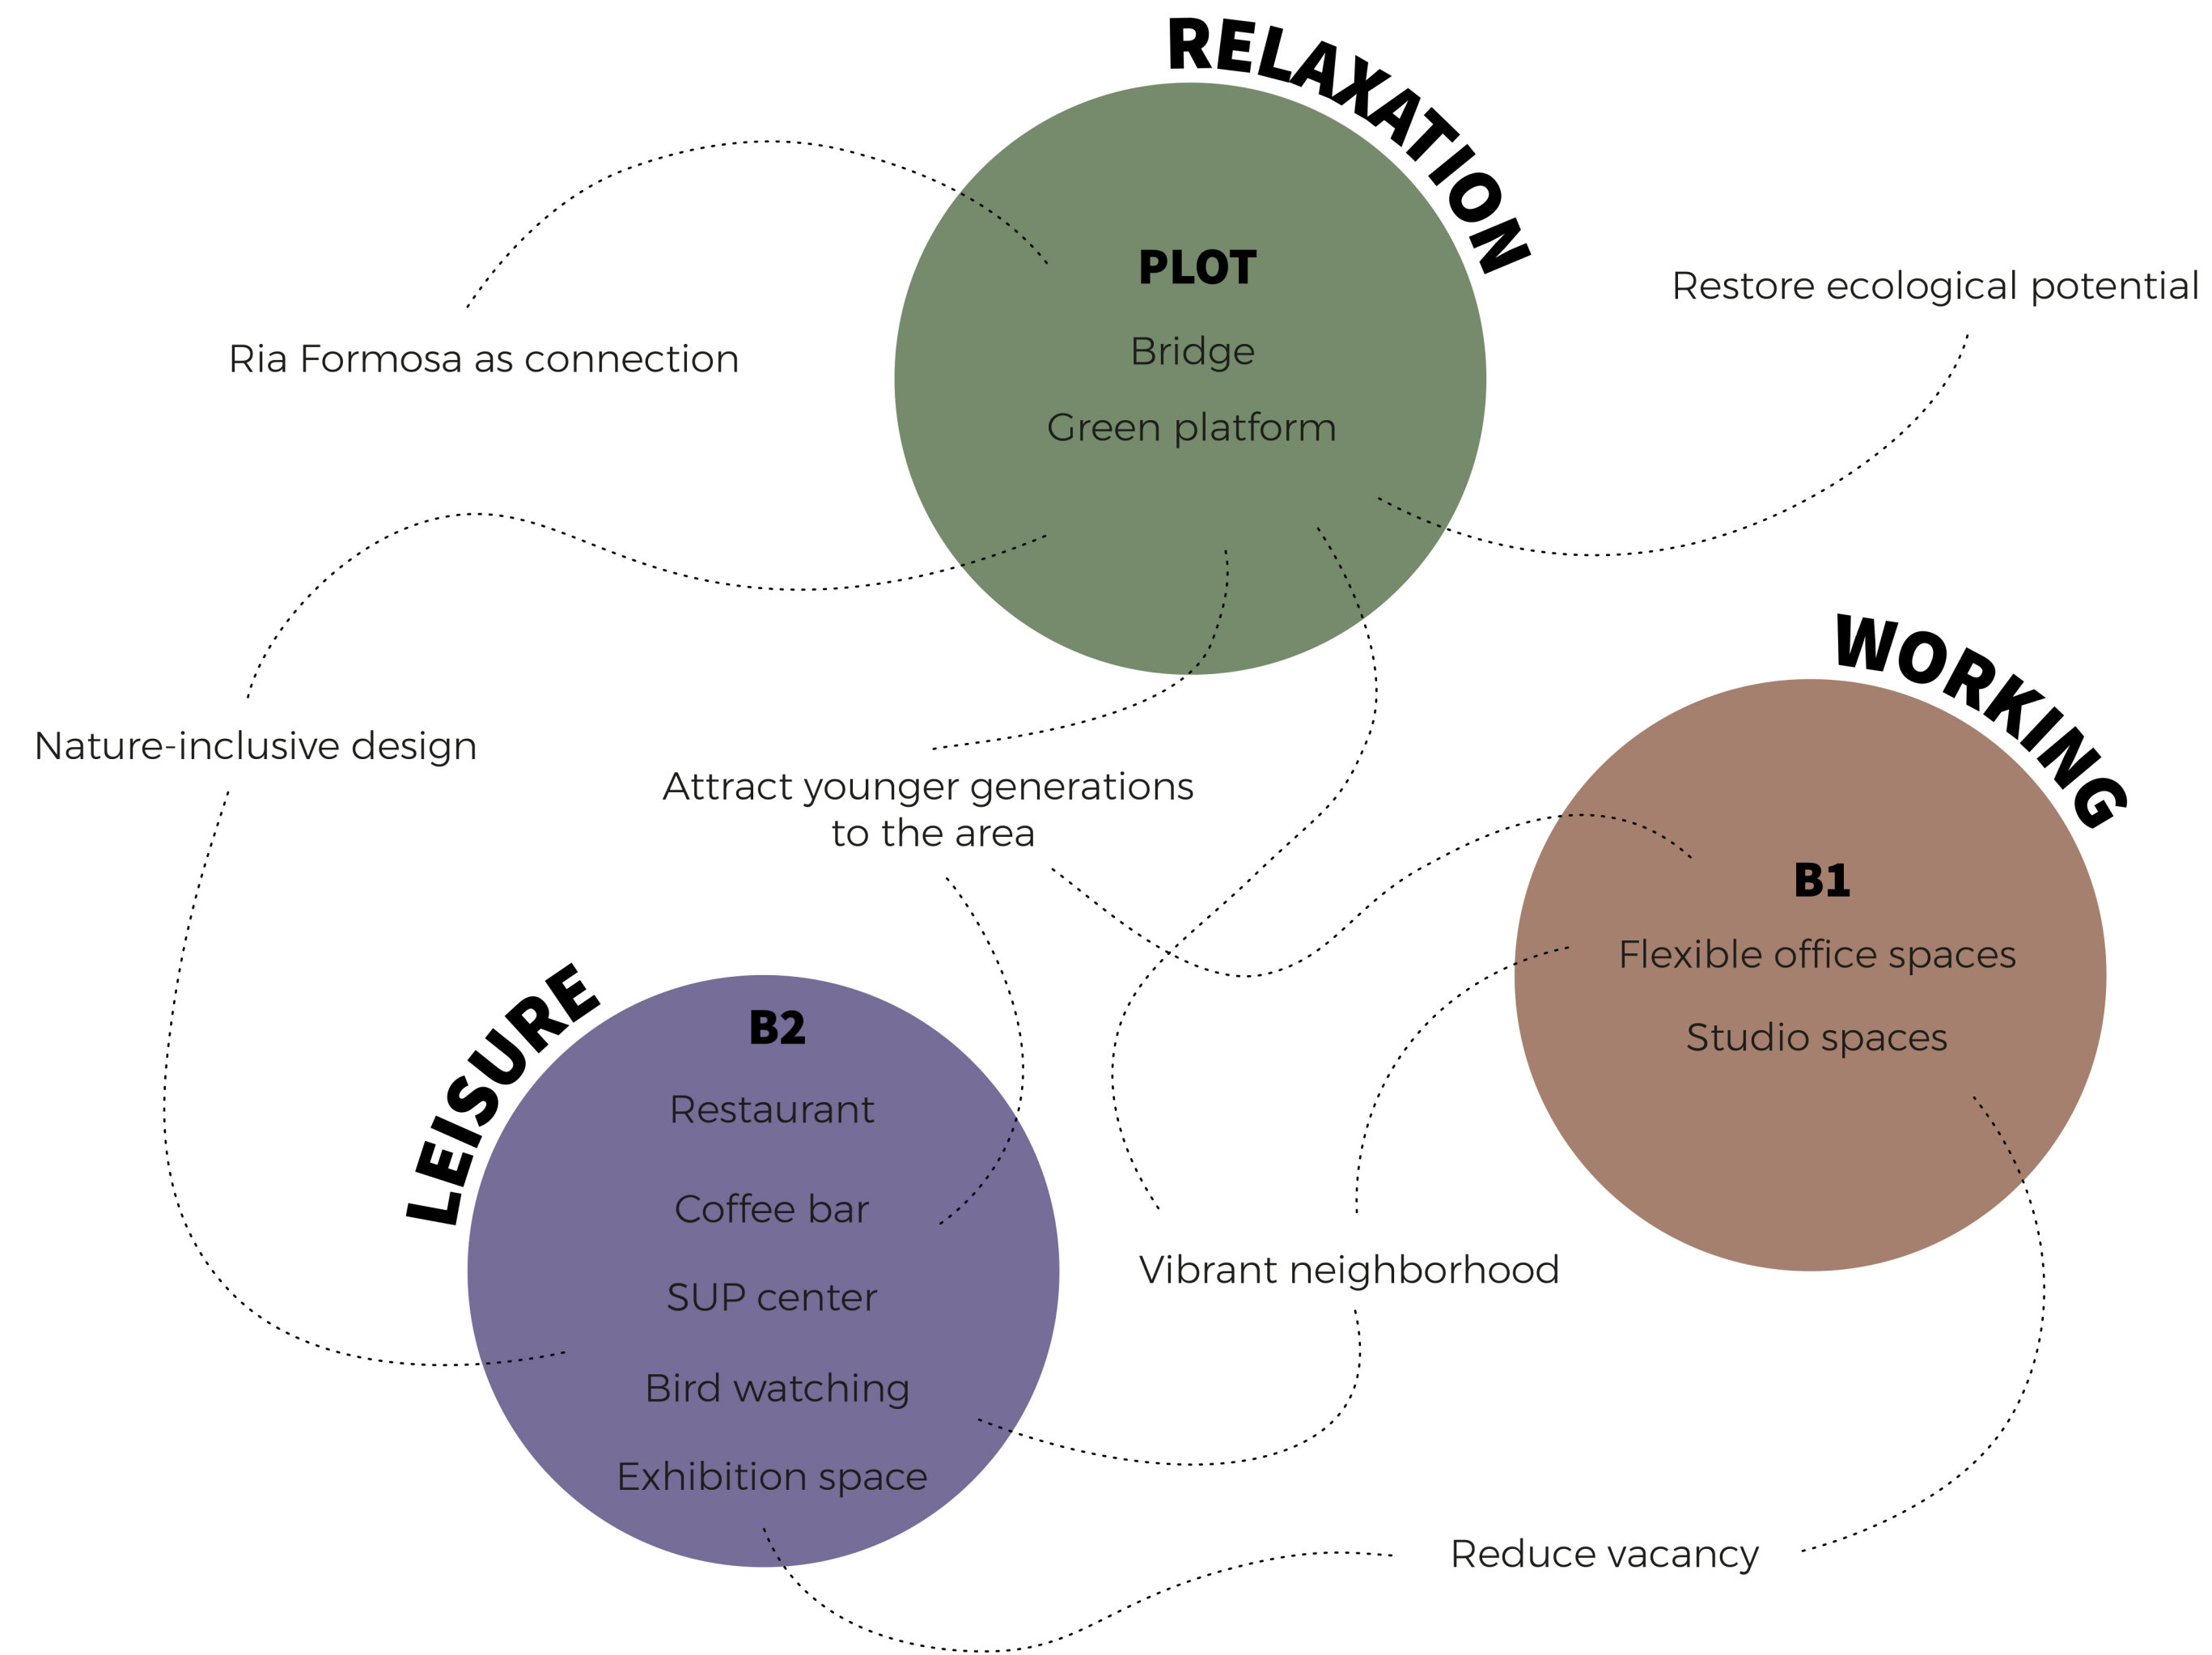 RELAXATION
PLOT
Bridge
Green platform
Restore ecological potential
Ria Formosa as connection
Nature-inclusive design
Attract younger generations
to the area
WORKING
B1
Flexible office spaces
Studio spaces
LEISURE
B2
Restaurant
Coffee bar
SUP center
Bird watching
Exhibition space
Vibrant neighborhood
Reduce vacancy